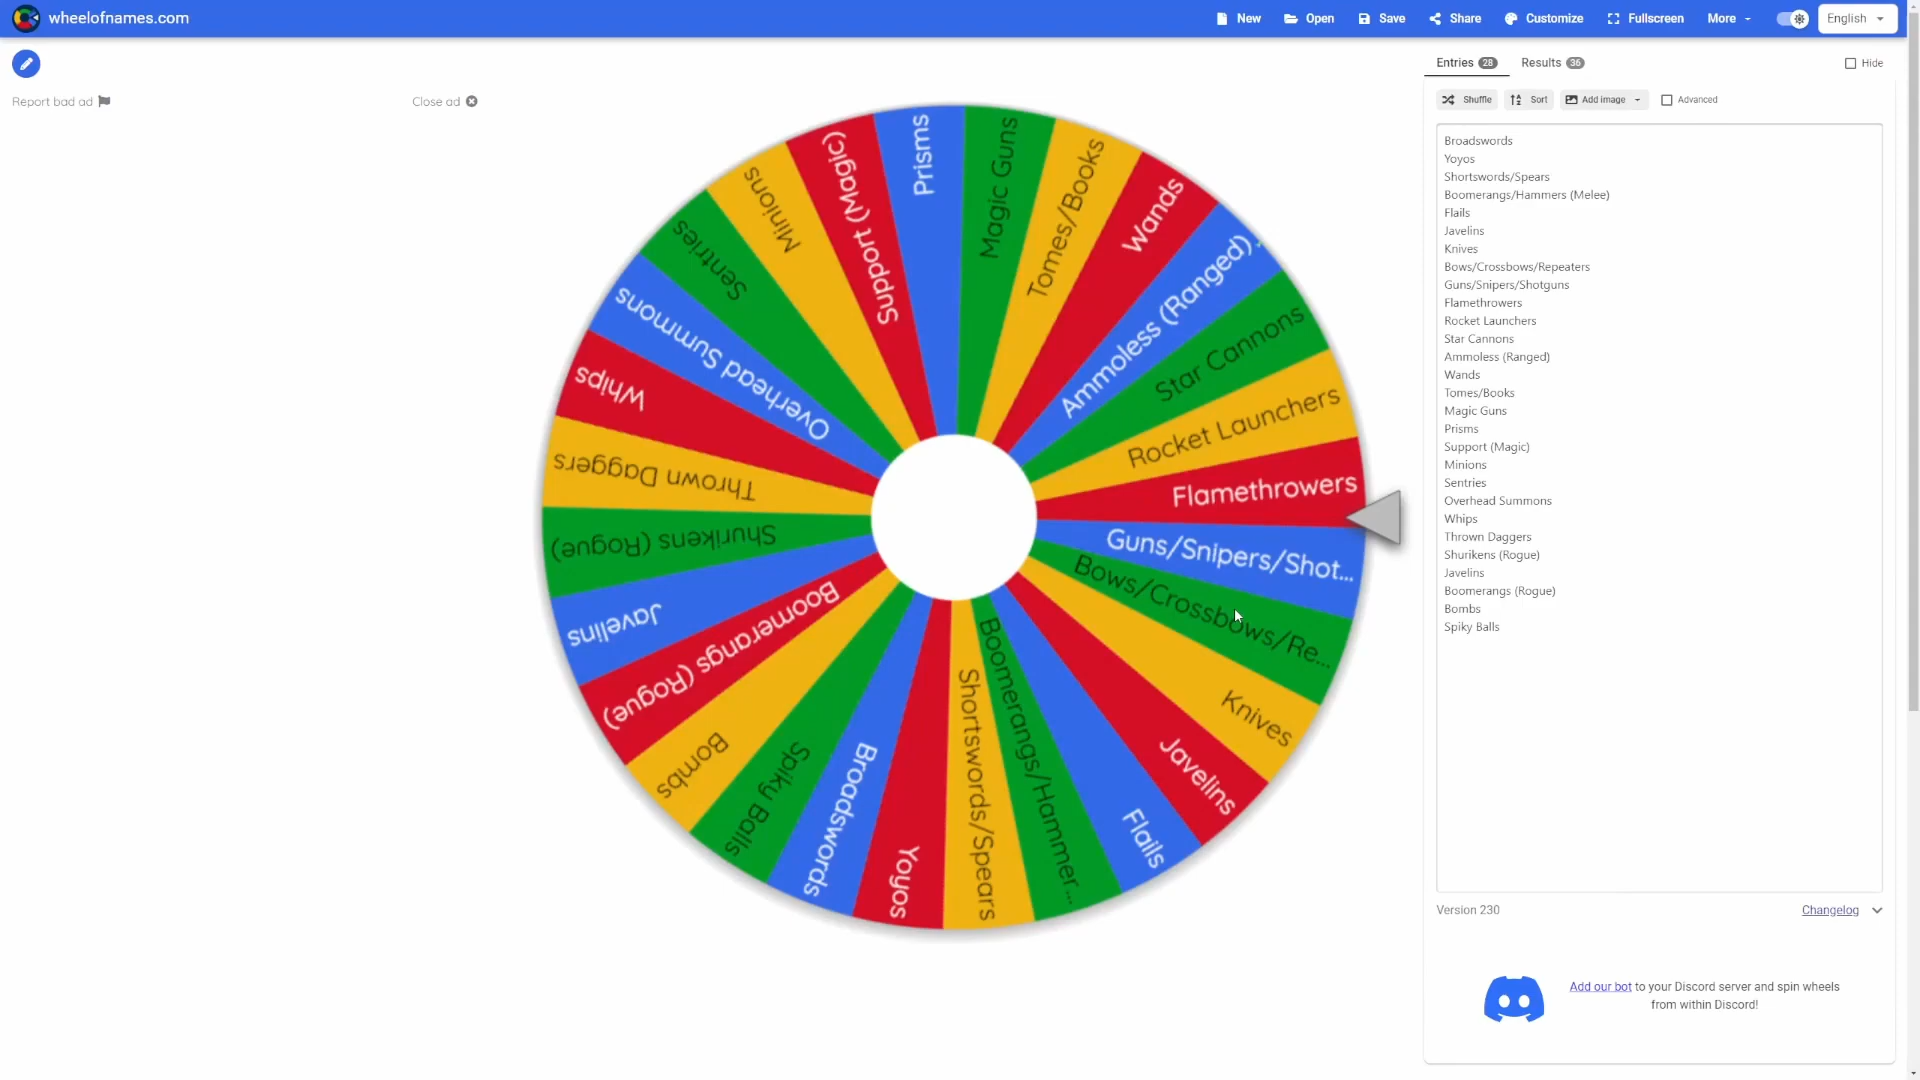 wheelofnames.com
New
Open
Save
Share
Customize
Fullscreen
More
English
Report bad ad
Close ad
Entries 28
Results 36
Hide
Shuffle
Sort
Add image
Advanced
Broadswords
Yoyos
Shortswords/Spears
Boomerangs/Hammers (Melee)
Flails
Javelins
Knives
Bows/Crossbows/Repeaters
Guns/Snipers/Shotguns
Flamethrowers
Rocket Launchers
Star Cannons
Ammoless (Ranged)
Wands
Tomes/Books
Magic Guns
Prisms
Support (Magic)
Minions
Sentries
Overhead Summons
Whips
Thrown Daggers
Shurikens (Rogue)
Javelins
Boomerangs (Rogue)
Bombs
Spiky Balls
Version 230
Changelog
Add our bot to your Discord server and spin wheels
from within Discord!
Prisms
Magic Guns
Tomes/Books
Wands
Ammoless (Ranged)
Star Cannons
Rocket Launchers
Flamethrowers
Guns/Snipers/Shot...
Bows/Crossbows/Re...
Knives
Javelins
Flails
Boomerangs/Hammer...
Shortswords/Spears
Yoyos
Broadswords
Spiky Balls
Bombs
Boomerangs (Rogue)
Javelins
Shurikens (Rogue)
Thrown Daggers
Whips
Overhead Summons
Sentries
Minions
Support (Magic)